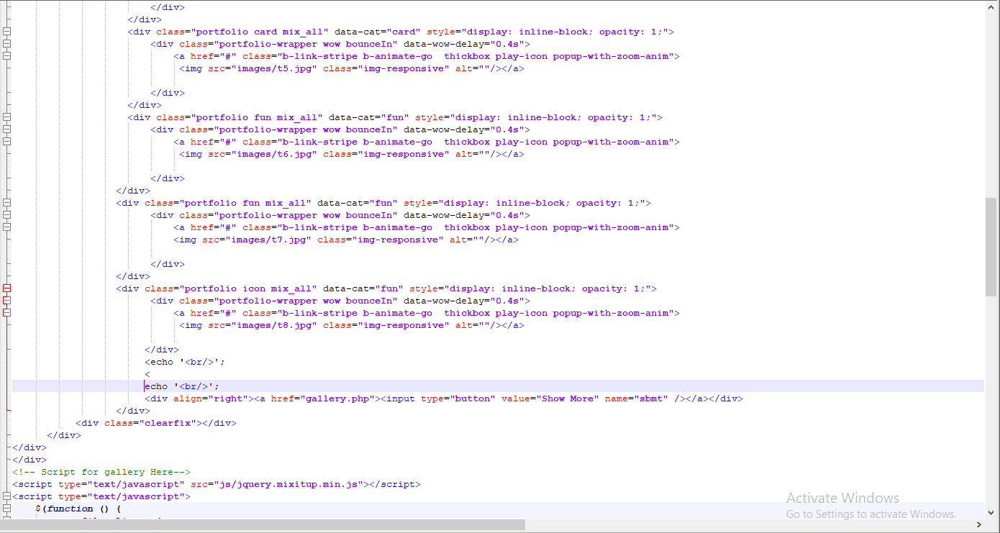 </div>
</div>
<div class="portfolio card mix_all" data-cat="card" style="display: inline-block; opacity: 1;">
<div class="portfolio-wrapper wow bounceIn" data-wow-delay="0.4s">
<a href="#" class="b-link-stripe b-animate-go  thickbox play-icon popup-with-zoom-anim">
<img src="images/t5.jpg" class="img-responsive" alt=""/></a>
</div>
</div>
<div class="portfolio fun mix_all" data-cat="fun" style="display: inline-block; opacity: 1;">
<div class="portfolio-wrapper wow bounceIn" data-wow-delay="0.4s">
<a href="#" class="b-link-stripe b-animate-go  thickbox play-icon popup-with-zoom-anim">
<img src="images/t6.jpg" class="img-responsive" alt=""/></a>
</div>
</div>
<div class="portfolio fun mix_all" data-cat="fun" style="display: inline-block; opacity: 1;">
<div class="portfolio-wrapper wow bounceIn" data-wow-delay="0.4s">
<a href="#" class="b-link-stripe b-animate-go  thickbox play-icon popup-with-zoom-anim">
<img src="images/t7.jpg" class="img-responsive" alt=""/></a>
</div>
</div>
<div class="portfolio icon mix_all" data-cat="fun" style="display: inline-block; opacity: 1;">
<div class="portfolio-wrapper wow bounceIn" data-wow-delay="0.4s">
<a href="#" class="b-link-stripe b-animate-go  thickbox play-icon popup-with-zoom-anim">
<img src="images/t8.jpg" class="img-responsive" alt=""/></a>
</div>
<echo '<br/>';
<
echo '<br/>';
<div align="right"><a href="gallery.php"><input type="button" value="Show More" name="sbmt" /></a></div>
</div>
<div class="clearfix"></div>
</div>
</div>
</div>
<!-- Script for gallery Here-->
<script type="text/javascript" src="js/jquery.mixitup.min.js"></script>
<script type="text/javascript">
$(function () {
Activate Windows
Go to Settings to activate Windows.